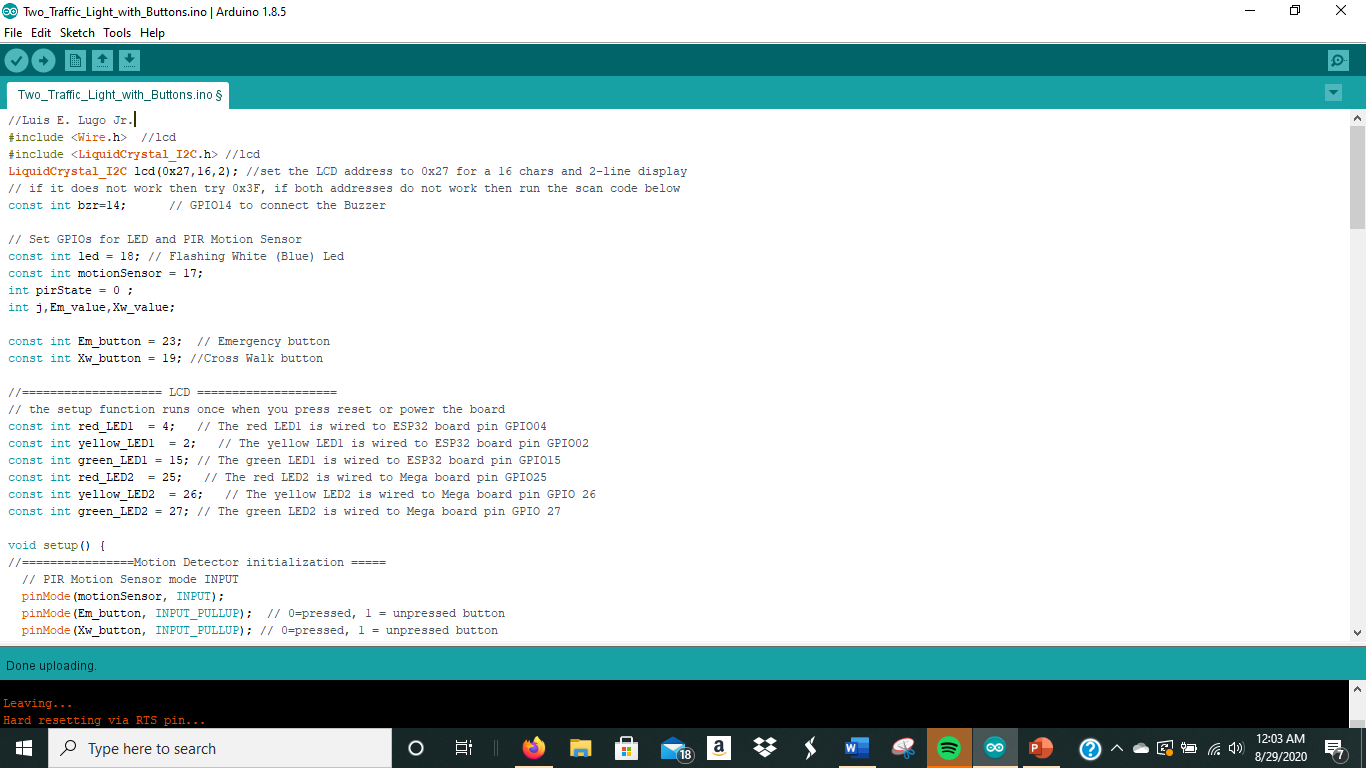 Two_Traffic_Light_with_Buttons.ino | Arduino 1.8.5
File Edit Sketch Tools Help
Two_Traffic_Light_with_Buttons.ino §
//Luis E. Lugo Jr.
#include <Wire.h>  //lcd
#include <LiquidCrystal_I2C.h> //lcd
LiquidCrystal_I2C lcd(0x27,16,2); //set the LCD address to 0x27 for a 16 chars and 2-line display
// if it does not work then try 0x3F, if both addresses do not work then run the scan code below
const int bzr=14;      // GPIO14 to connect the Buzzer
// Set GPIOs for LED and PIR Motion Sensor
const int led = 18; // Flashing White (Blue) Led
const int motionSensor = 17;
int pirState = 0 ;
int j,Em_value,Xw_value;
const int Em_button = 23;  // Emergency button
const int Xw_button = 19; //Cross Walk button
//==================== LCD ====================
// the setup function runs once when you press reset or power the board
const int red_LED1  = 4;   // The red LED1 is wired to ESP32 board pin GPIO04
const int yellow_LED1  = 2;   // The yellow LED1 is wired to ESP32 board pin GPIO02
const int green_LED1 = 15; // The green LED1 is wired to ESP32 board pin GPIO15
const int red_LED2  = 25;   // The red LED2 is wired to Mega board pin GPIO25
const int yellow_LED2  = 26;   // The yellow LED2 is wired to Mega board pin GPIO 26
const int green_LED2 = 27; // The green LED2 is wired to Mega board pin GPIO 27
void setup() {
//================Motion Detector initialization =====
  // PIR Motion Sensor mode INPUT
  pinMode(motionSensor, INPUT);
  pinMode(Em_button, INPUT_PULLUP);  // 0=pressed, 1 = unpressed button
  pinMode(Xw_button, INPUT_PULLUP); // 0=pressed, 1 = unpressed button
Done uploading.
Leaving...
Hard resetting via RTS pin...
Type here to search
18
12:03 AM
8/29/2020
7